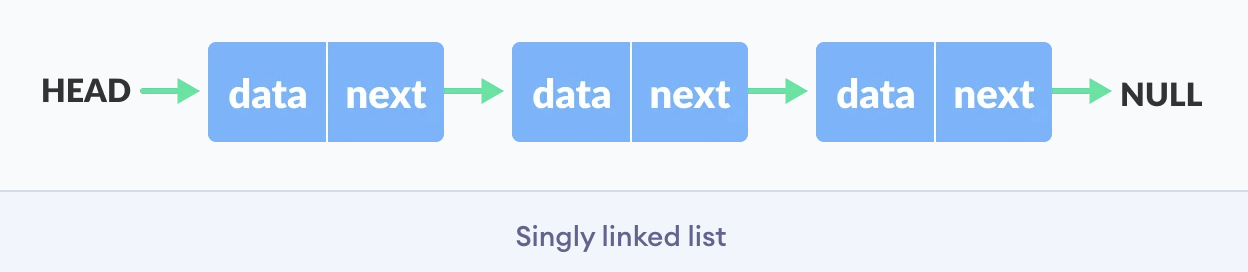 HEAD data next data next data next NULL
Singly linked list